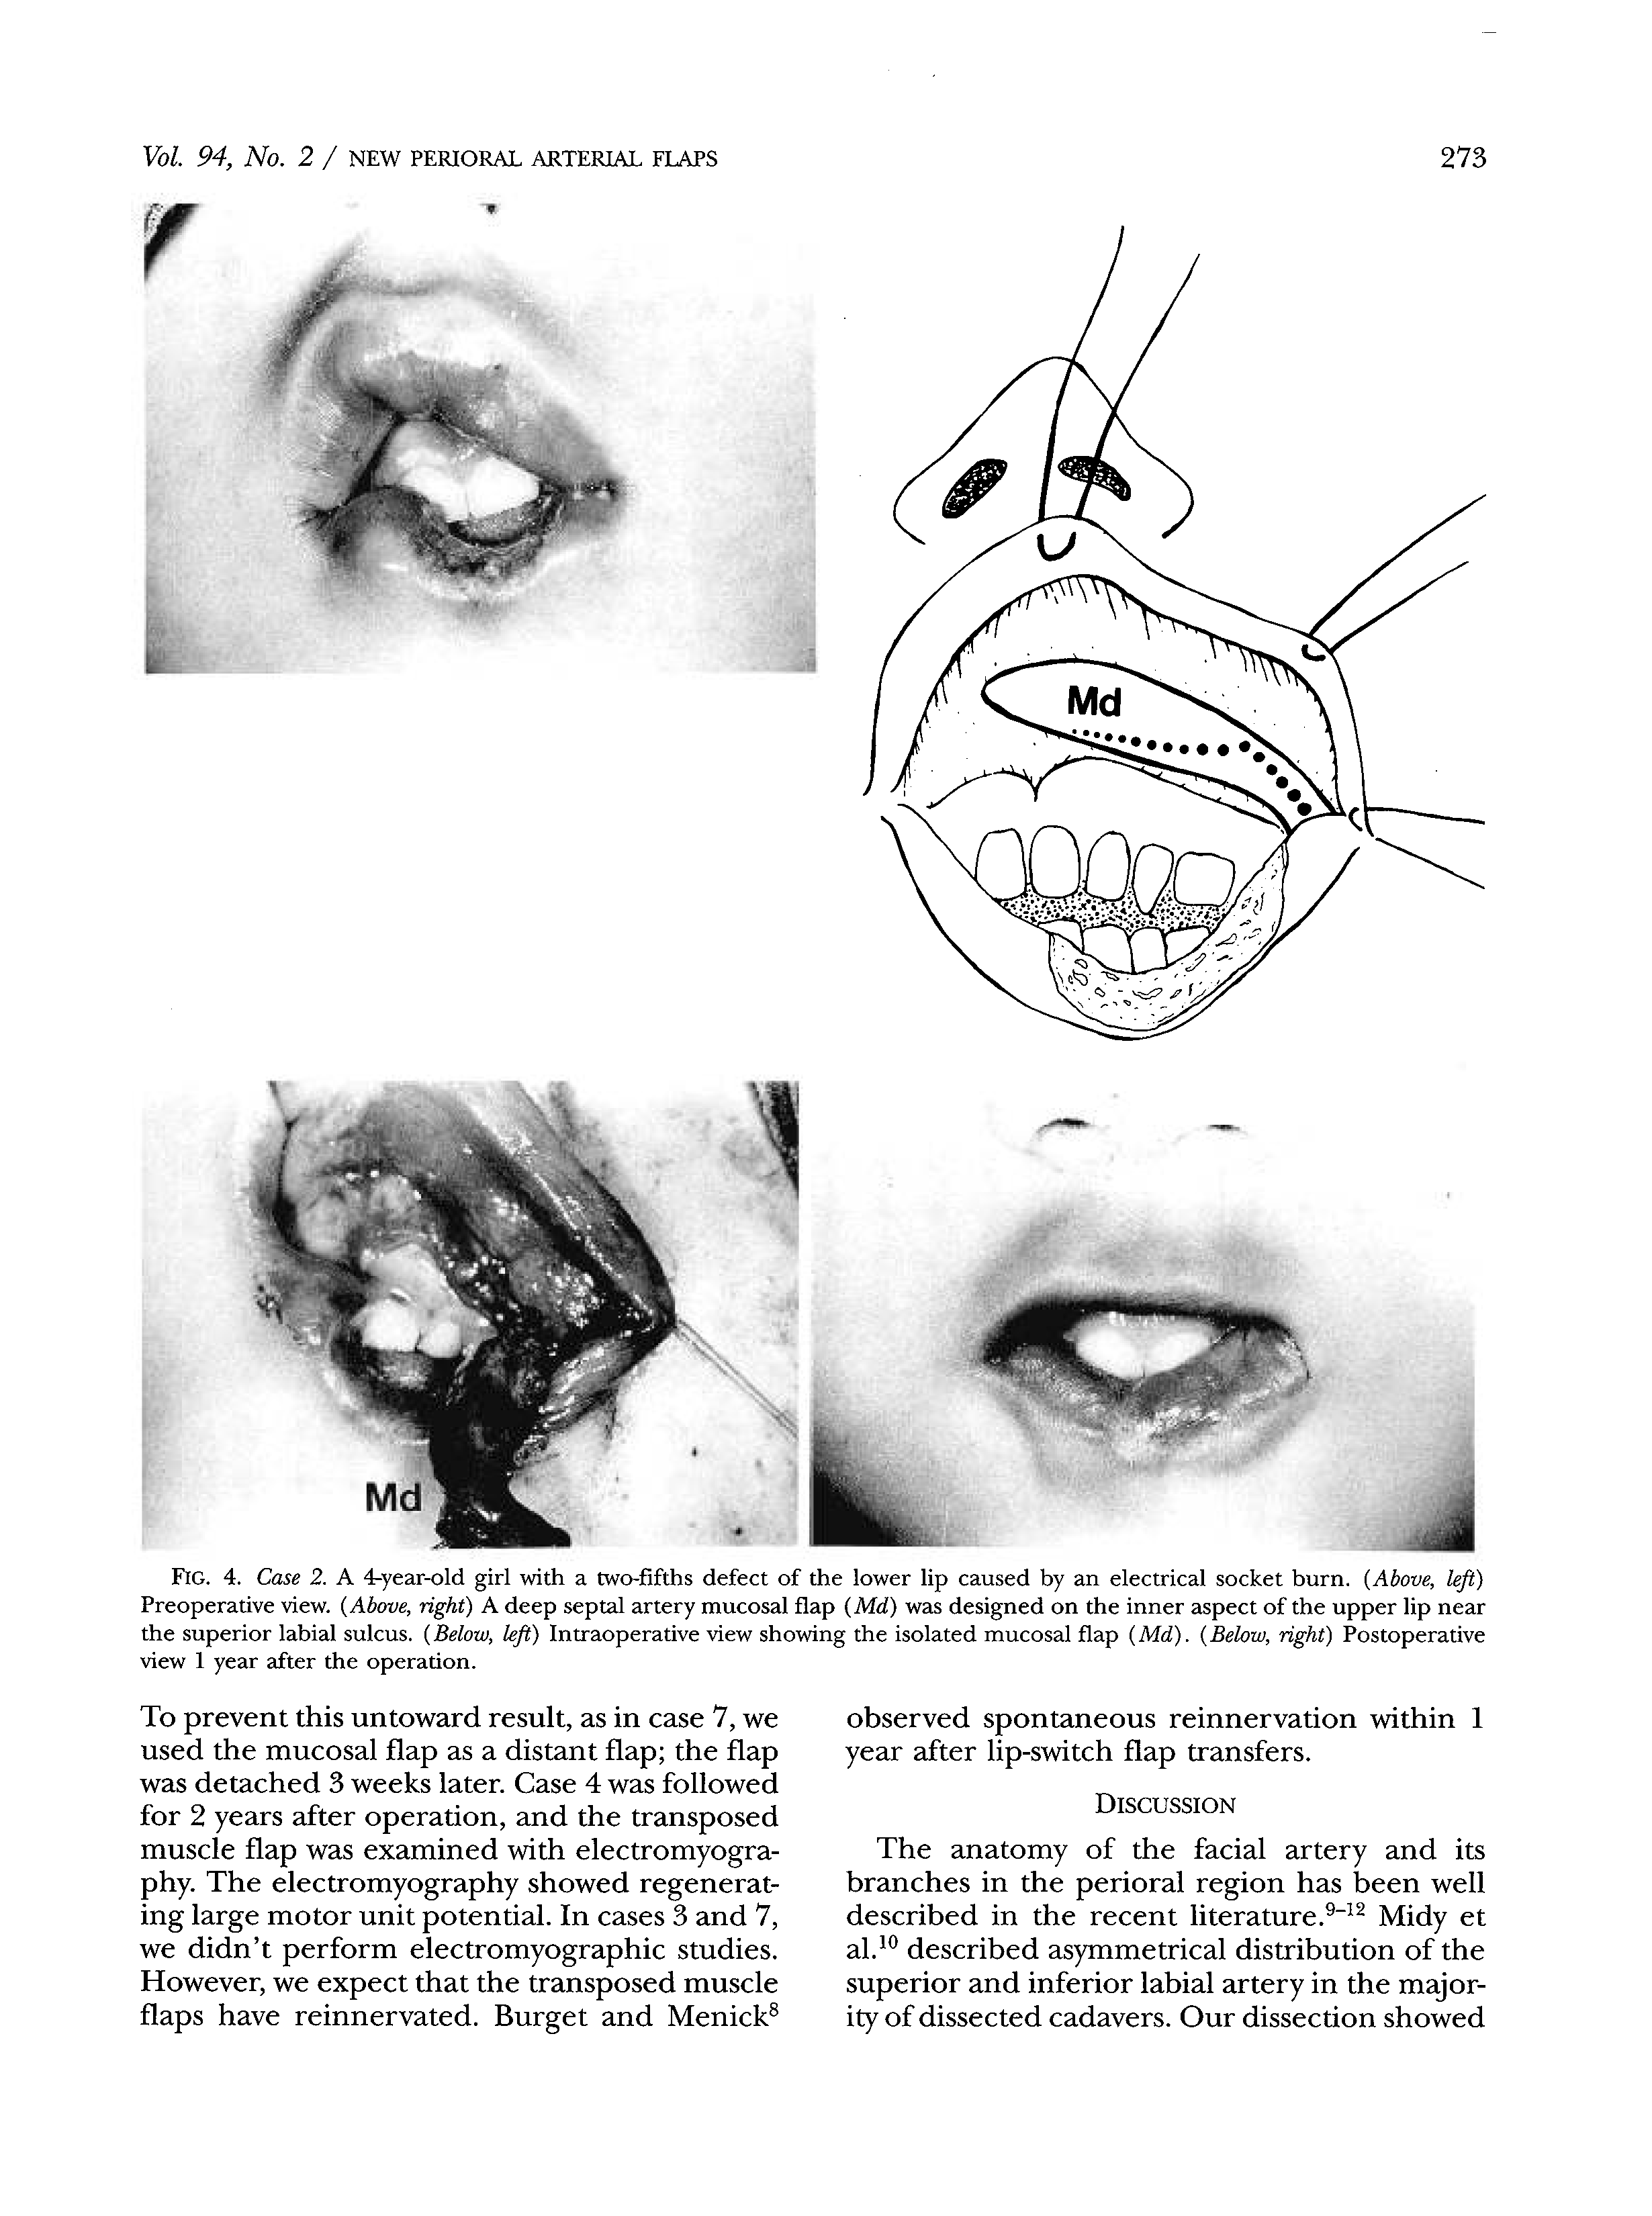 Vol. 94, No. 2 / NEW PERIORAL ARTERIAL FLAPS 273
Md
Md
FIG. 4. Case 2. A 4-year-old girl with a two-fifths defect of the lower lip caused by an electrical socket burn. (Above, left)
Preoperative view. (Above, right) A deep septal artery mucosal flap (Md) was designed on the inner aspect of the upper lip near
the superior labial sulcus. (Below, left) Intraoperative view showing the isolated mucosal flap (Md). (Below, right) Postoperative
view 1 year after the operation.
To prevent this untoward result, as in case 7, we
used the mucosal flap as a distant flap; the flap
was detached 3 weeks later. Case 4 was followed
for 2 years after operation, and the transposed
muscle flap was examined with electromyogra-
phy. The electromyography showed regenerat-
ing large motor unit potential. In cases 3 and 7,
we didn't perform electromyographic studies.
However, we expect that the transposed muscle
flaps have reinnervated. Burget and Menick⁸
observed spontaneous reinnervation within 1
year after lip-switch flap transfers.
DISCUSSION
The anatomy of the facial artery and its
branches in the perioral region has been well
described in the recent literature.⁹⁻¹² Midy et
al.¹⁰ described asymmetrical distribution of the
superior and inferior labial artery in the major-
ity of dissected cadavers. Our dissection showed